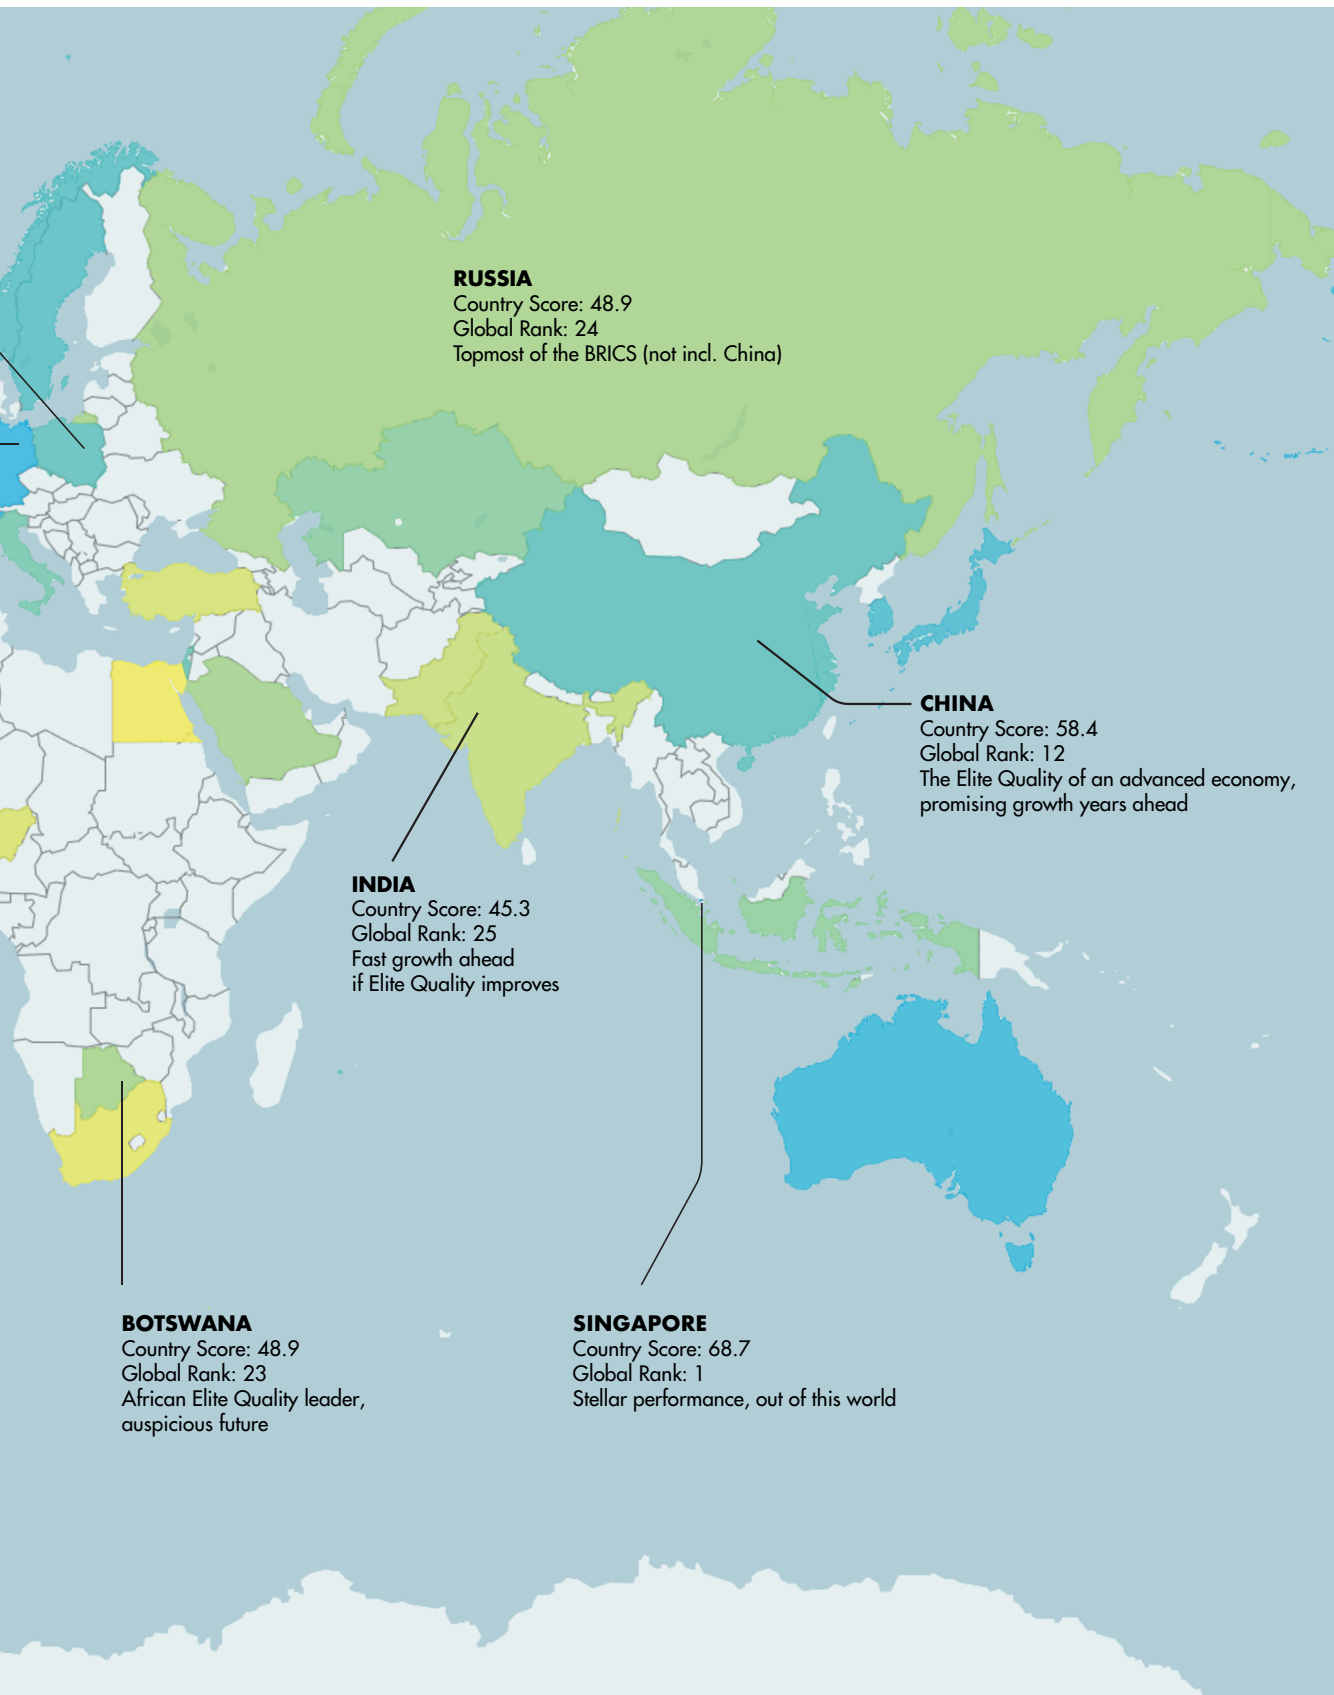 RUSSIA
Country Score: 48.9
Global Rank: 24
Topmost of the BRICS (not incl. China)
CHINA
Country Score: 58.4
Global Rank: 12
The Elite Quality of an advanced economy,
promising growth years ahead
INDIA
Country Score: 45.3
Global Rank: 25
Fast growth ahead
if Elite Quality improves
BOTSWANA
Country Score: 48.9
Global Rank: 23
African Elite Quality leader,
auspicious future
SINGAPORE
Country Score: 68.7
Global Rank: 1
Stellar performance, out of this world